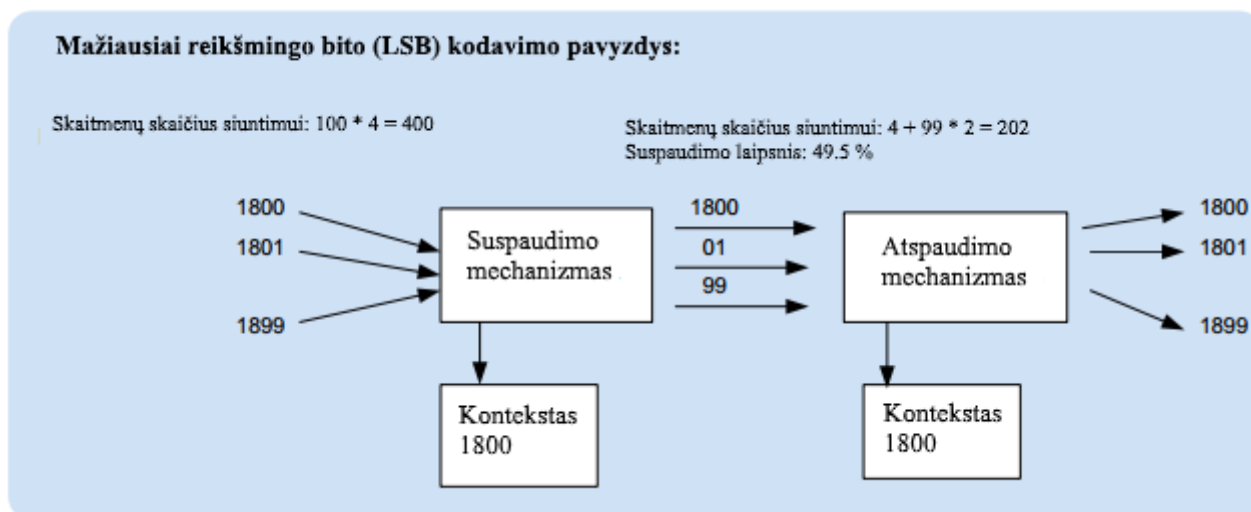 Mažiausiai reikšmingo bito (LSB) kodavimo pavyzdys:
Skaitmenų skaičius siuntimui: 100 * 4 = 400
Skaitmenų skaičius siuntimui: 4 + 99 * 2 = 202
Suspaudimo laipsnis: 49.5 %
1800
1801
1899
Suspaudimo
mechanizmas
1800
01
99
Atspaudimo
mechanizmas
1800
1801
1899
Kontekstas
1800
Kontekstas
1800